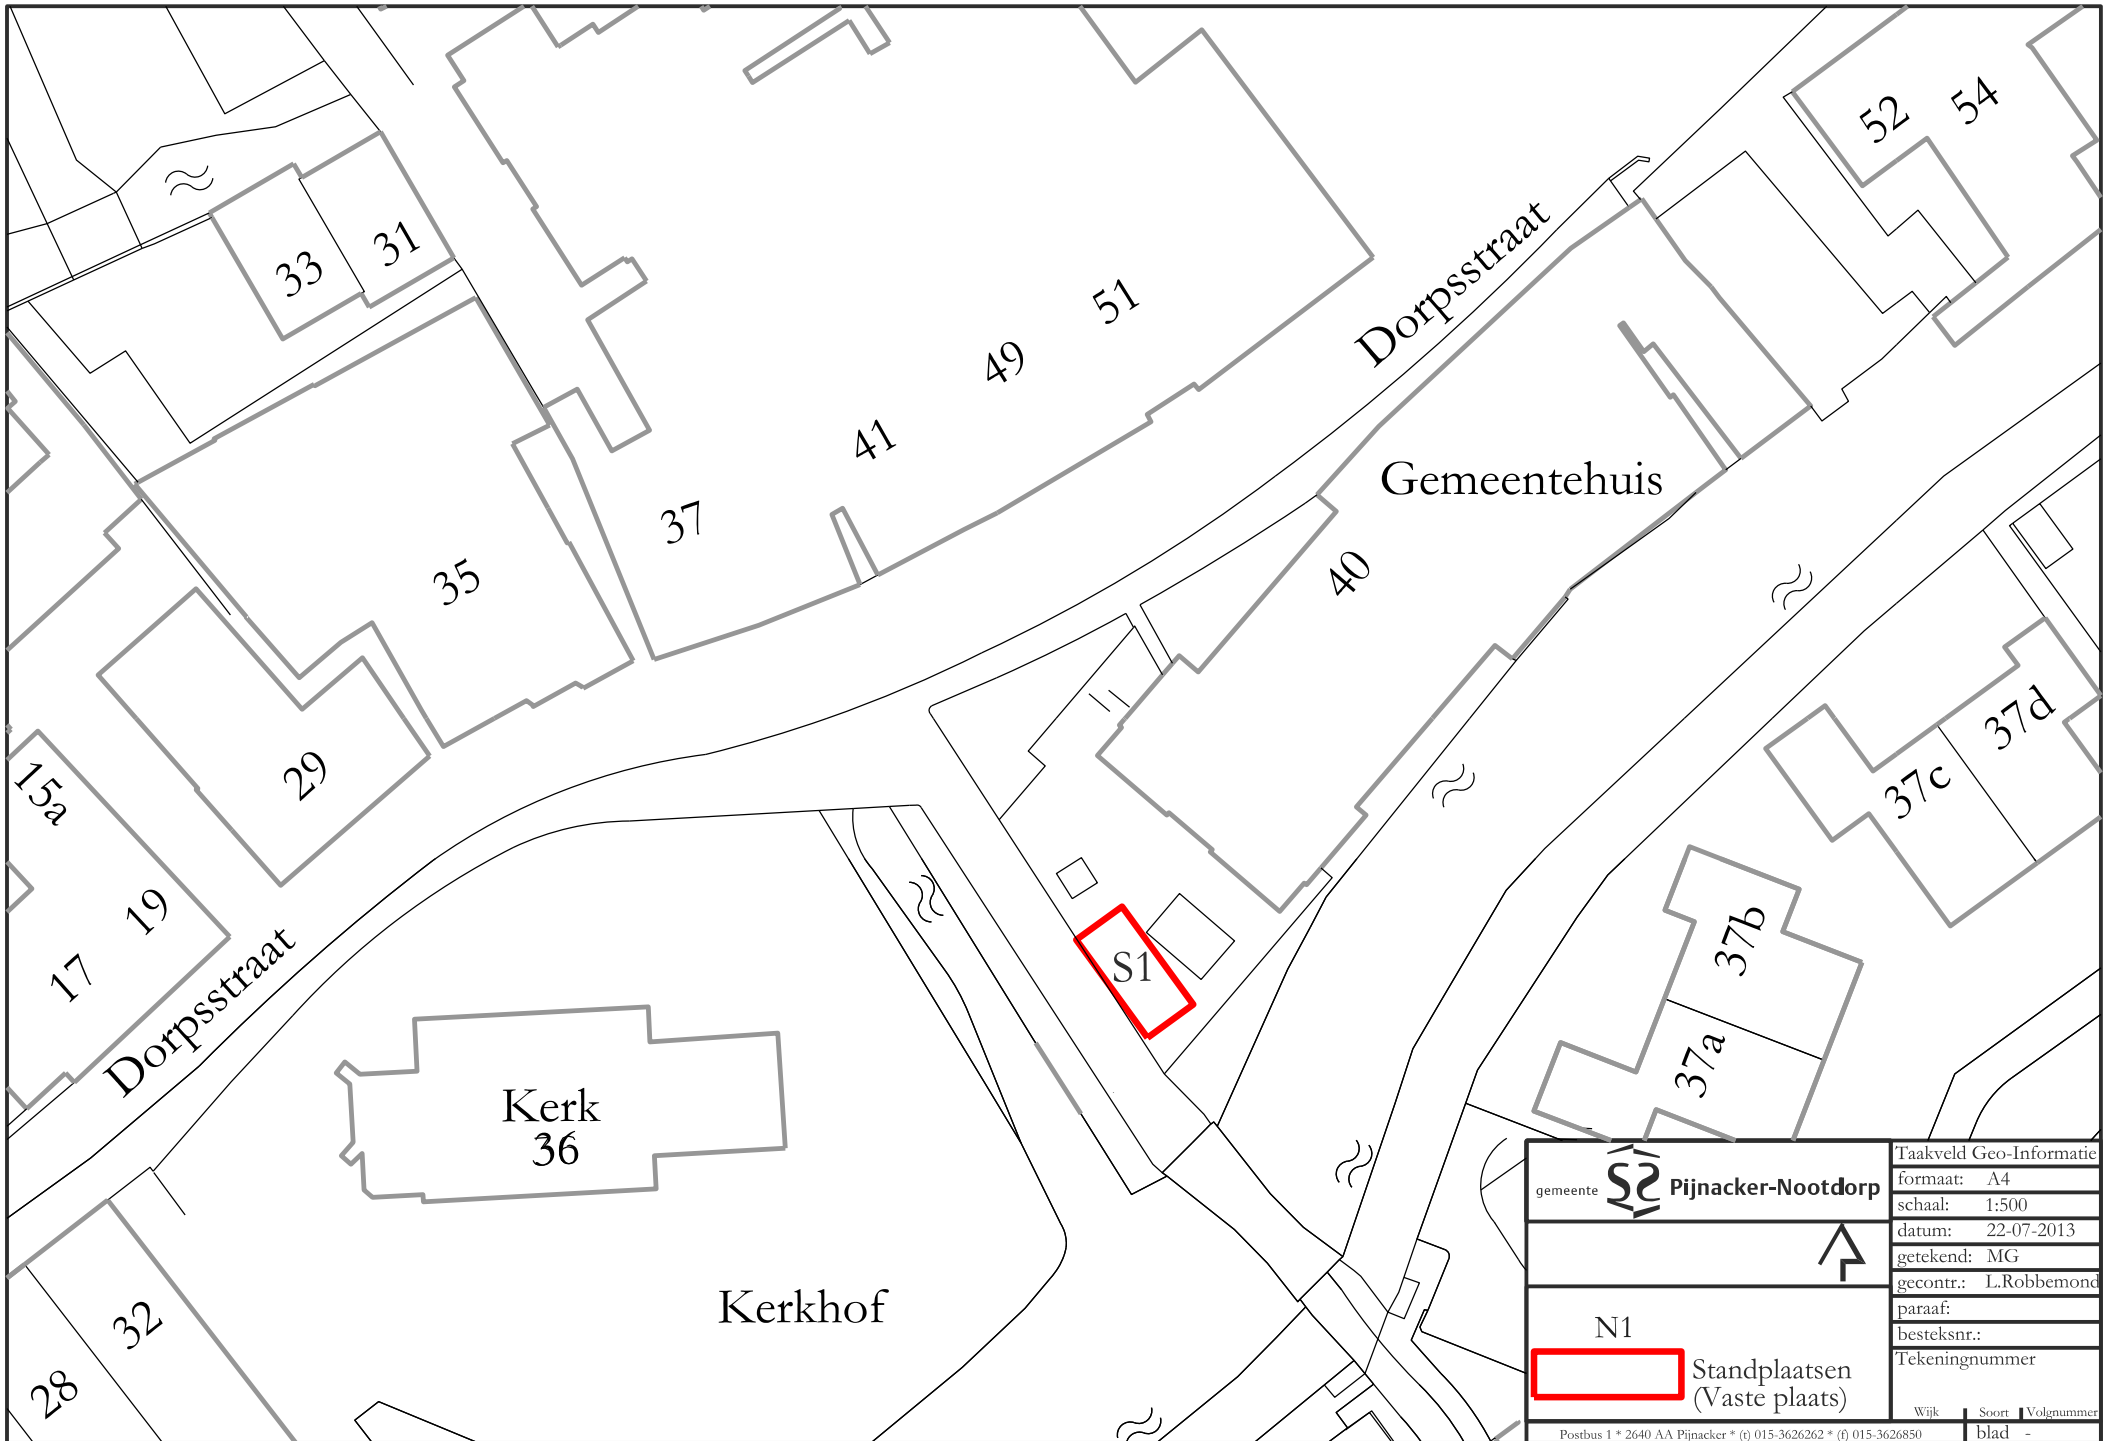 52
54
33
31
Dorpsstraat
51
49
41
37
Gemeentehuis
35
40
29
15a
19
17
37d
37c
37b
37a
S1
Dorpsstraat
Kerk
36
Kerkhof
32
28
gemeente Pijnacker-Nootdorp
Taakveld Geo-Informatie
formaat: A4
schaal: 1:500
datum: 22-07-2013
getekend: MG
gecontr.: L.Robbemond
paraaf:
besteksnr.:
Tekeningnummer
N1
Standplaatsen
(Vaste plaats)
Wijk Soort Volgnummer
blad -
Postbus 1 * 2640 AA Pijnacker * (t) 015-3626262 * (f) 015-3626850